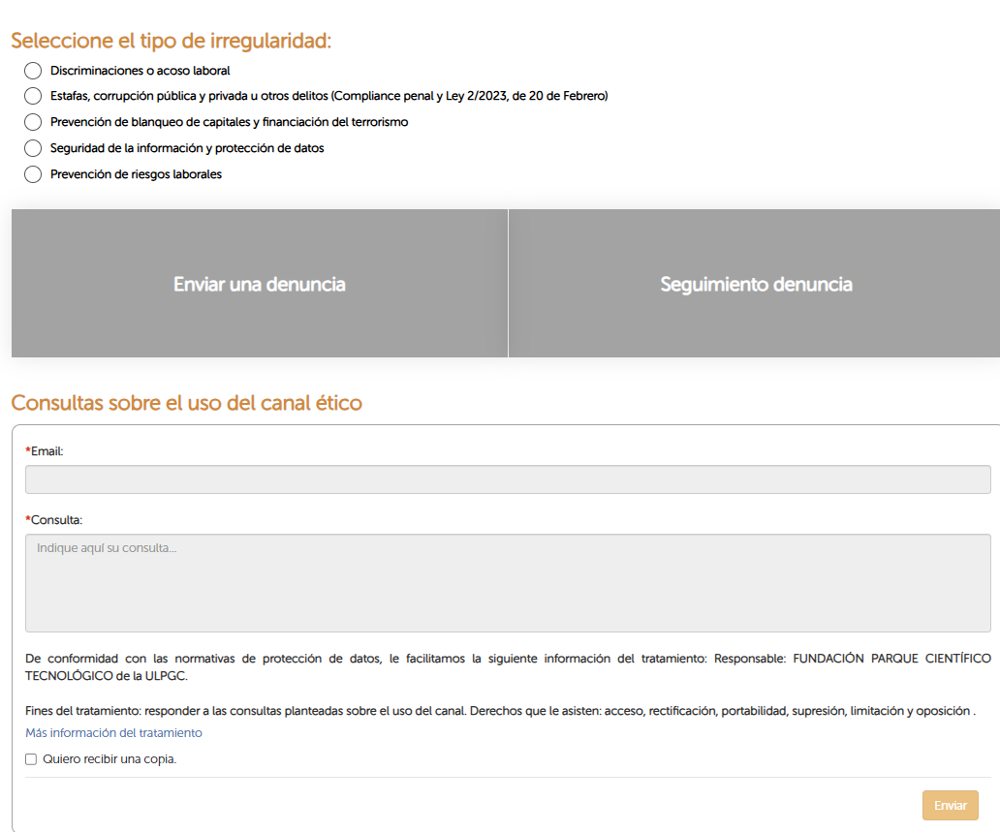 Seleccione el tipo de irregularidad:
Discriminaciones o acoso laboral
Estafas, corrupción pública y privada u otros delitos (Compliance penal y Ley 2/2023, de 20 de Febrero)
Prevención de blanqueo de capitales y financiación del terrorismo
Seguridad de la información y protección de datos
Prevención de riesgos laborales
Enviar una denuncia
Seguimiento denuncia
Consultas sobre el uso del canal ético
*Email:
*Consulta:
Indique aquí su consulta...
De conformidad con las normativas de protección de datos, le facilitamos la siguiente información del tratamiento: Responsable: FUNDACIÓN PARQUE CIENTÍFICO
TECNOLÓGICO de la ULPGC.
Fines del tratamiento: responder a las consultas planteadas sobre el uso del canal. Derechos que le asisten: acceso, rectificación, portabilidad, supresión, limitación y oposición .
Más información del tratamiento
Quiero recibir una copia.
Enviar